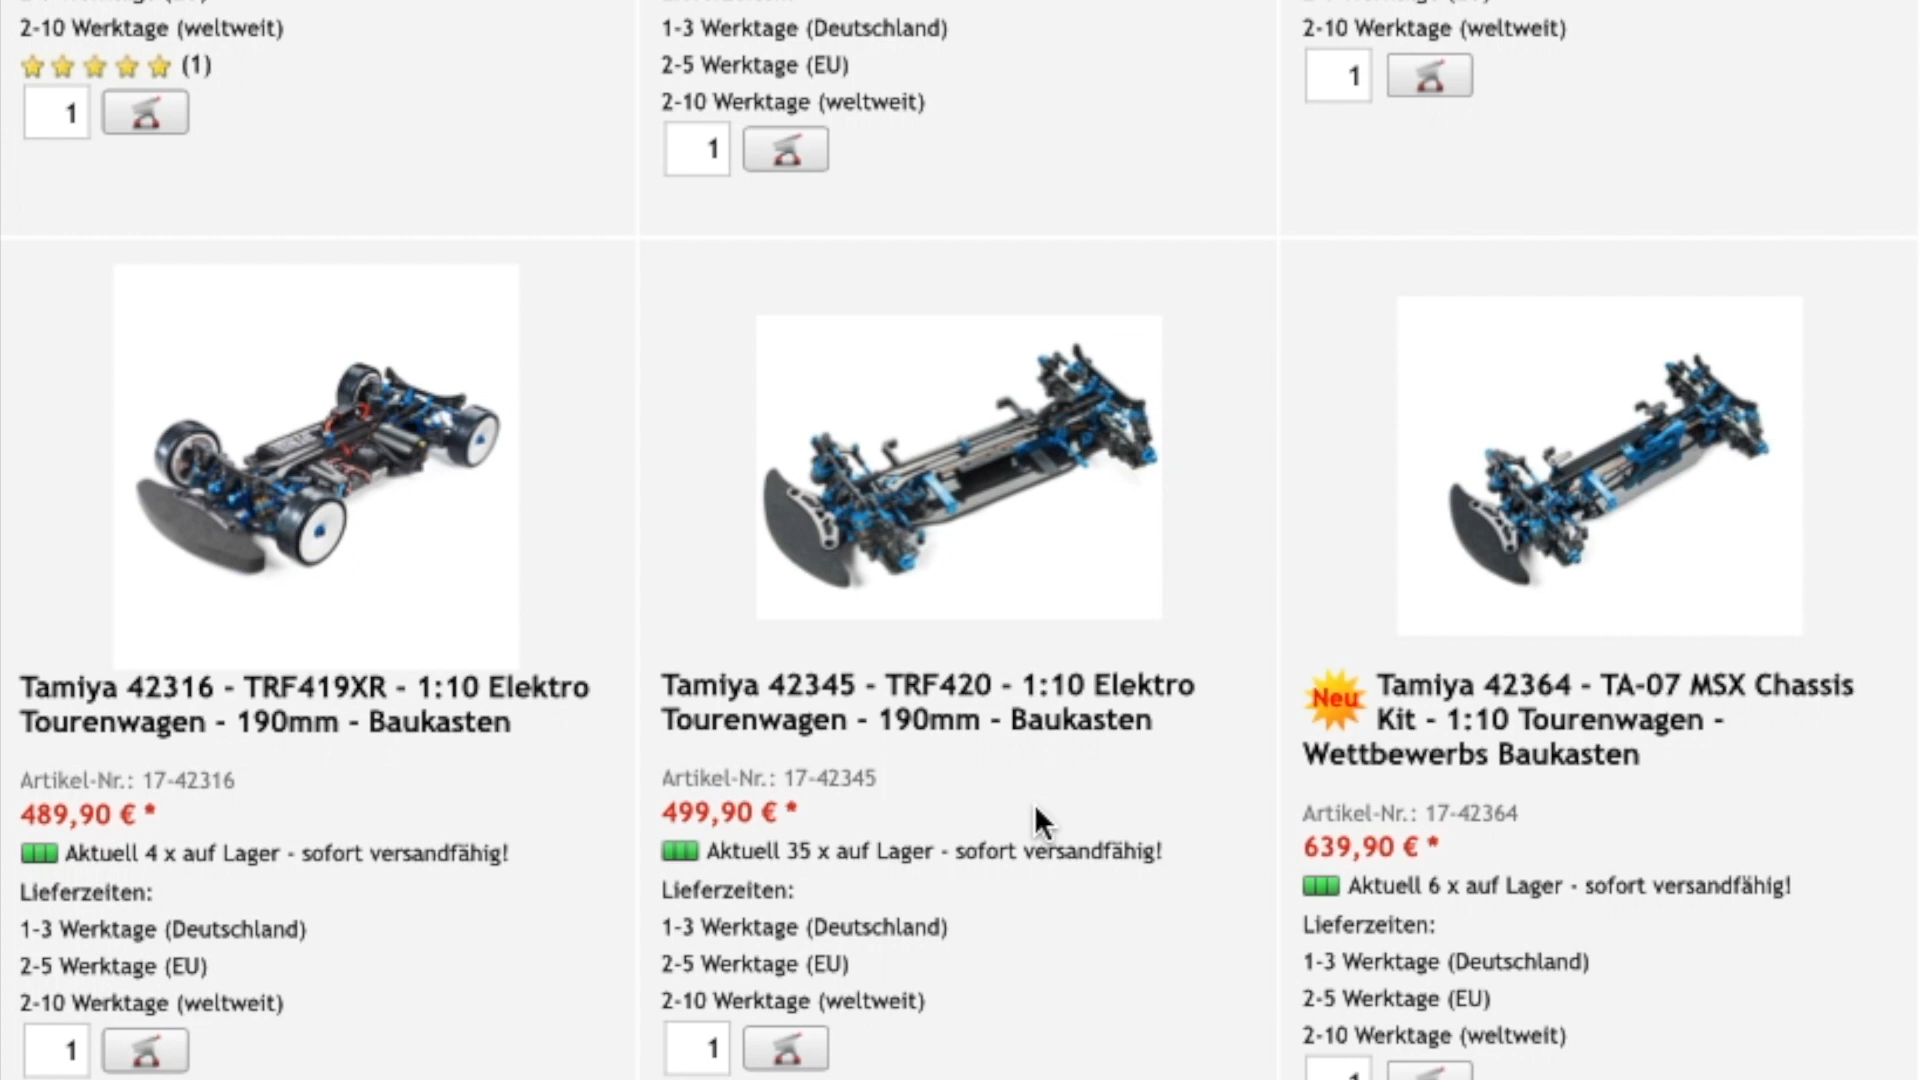 2-10 Werktage (weltweit)
(1)
1
1-3 Werktage (Deutschland)
2-5 Werktage (EU)
2-10 Werktage (weltweit)
1
2-10 Werktage (weltweit)
1
Tamiya 42316 - TRF419XR - 1:10 Elektro
Tourenwagen - 190mm - Baukasten
Artikel-Nr.: 17-42316
489,90 € *
Aktuell 4 x auf Lager - sofort versandfähig!
Lieferzeiten:
1-3 Werktage (Deutschland)
2-5 Werktage (EU)
2-10 Werktage (weltweit)
1
Tamiya 42345 - TRF420 - 1:10 Elektro
Tourenwagen - 190mm - Baukasten
Artikel-Nr.: 17-42345
499,90 € *
Aktuell 35 x auf Lager - sofort versandfähig!
Lieferzeiten:
1-3 Werktage (Deutschland)
2-5 Werktage (EU)
2-10 Werktage (weltweit)
1
Neu Tamiya 42364 - TA-07 MSX Chassis
Kit - 1:10 Tourenwagen -
Wettbewerbs Baukasten
Artikel-Nr.: 17-42364
639,90 € *
Aktuell 6 x auf Lager - sofort versandfähig!
Lieferzeiten:
1-3 Werktage (Deutschland)
2-5 Werktage (EU)
2-10 Werktage (weltweit)
1